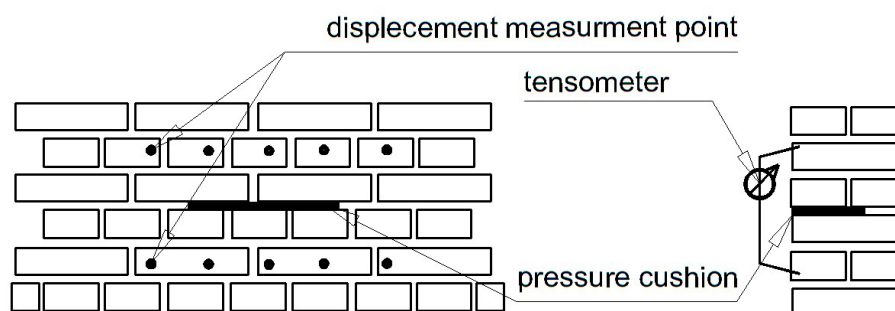 displecement measurment point
tensometer
pressure cushion